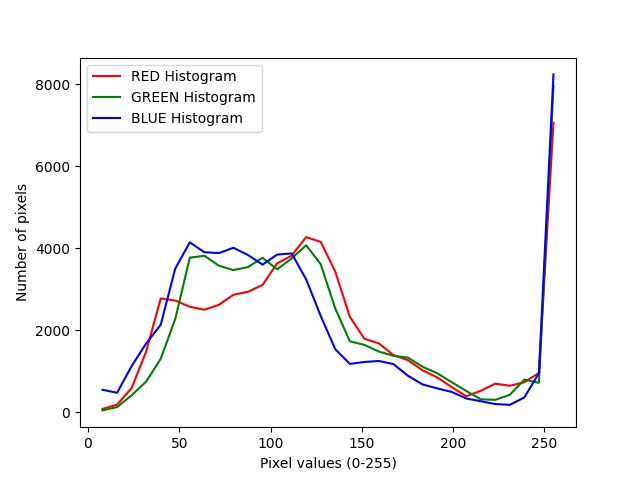 RED Histogram
GREEN Histogram
BLUE Histogram
8000
6000
4000
2000
0
Number of pixels
0 50 100 150 200 250
Pixel values (0-255)